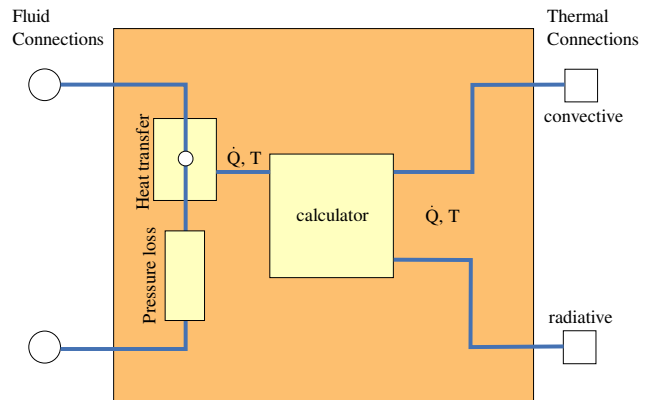 Fluid
Connections
Thermal
Connections
convective
Heat transfer
Q̇, T
calculator
Q̇, T
Pressure loss
radiative